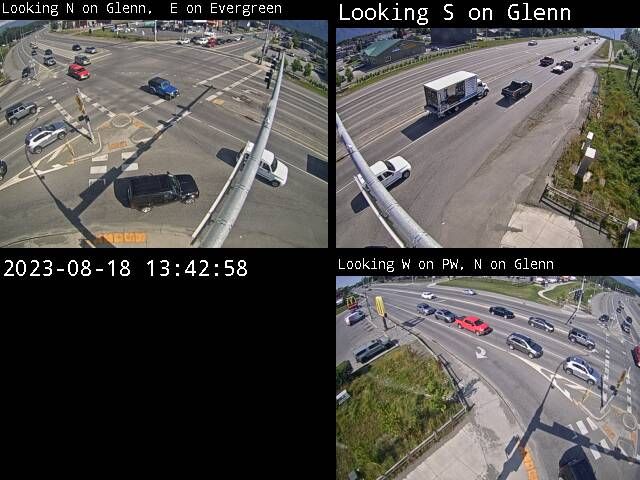 Looking N on Glenn,  E on Evergreen
Looking S on Glenn
2023-08-18 13:42:58
Looking W on PW, N on Glenn